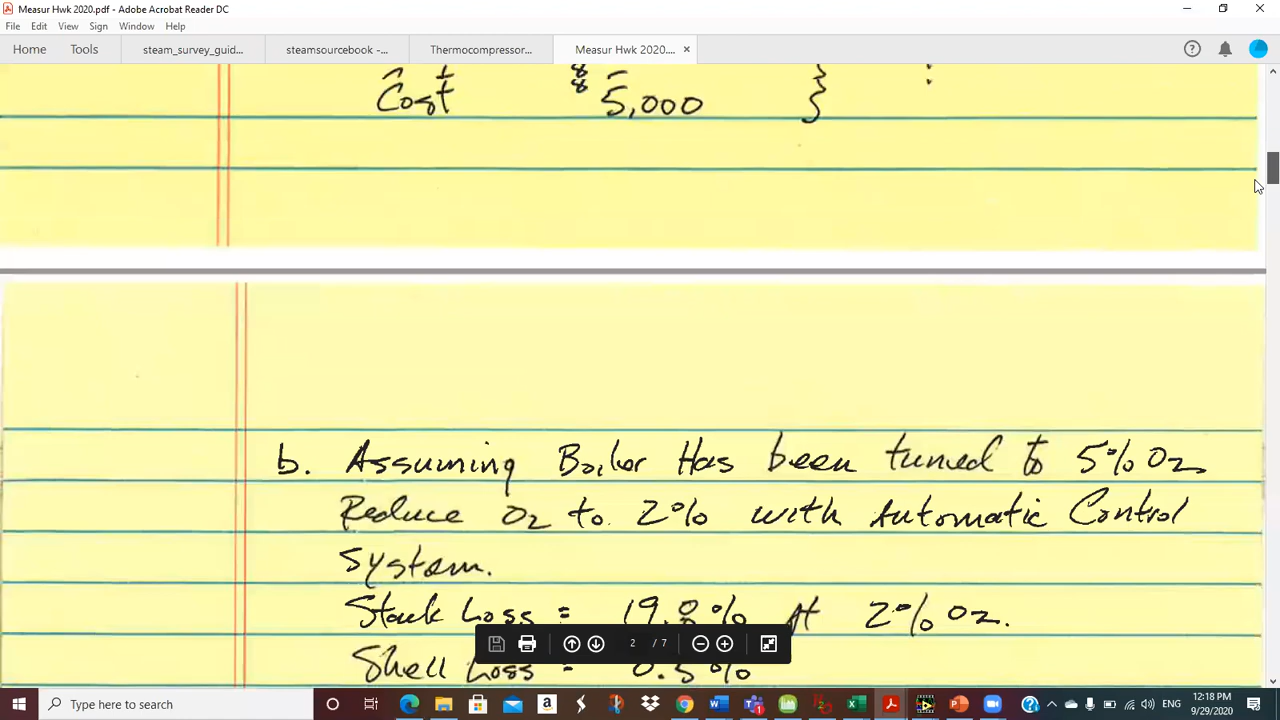 Measur Hwk 2020.pdf - Adobe Acrobat Reader DC
File Edit View Sign Window Help
Home Tools steam_survey_guid... steamsourcebook -... Thermocompressor... Measur Hwk 2020.... ×
Cost 5,000
b. Assuming Boiler Has been tuned to 5% O2
Reduce O2 to 2% with Automatic Control
System.
Stack Loss = 19.8% At 2% O2.
2 / 7
Shell Loss = 0.5%
Type here to search
12:18 PM
9/29/2020